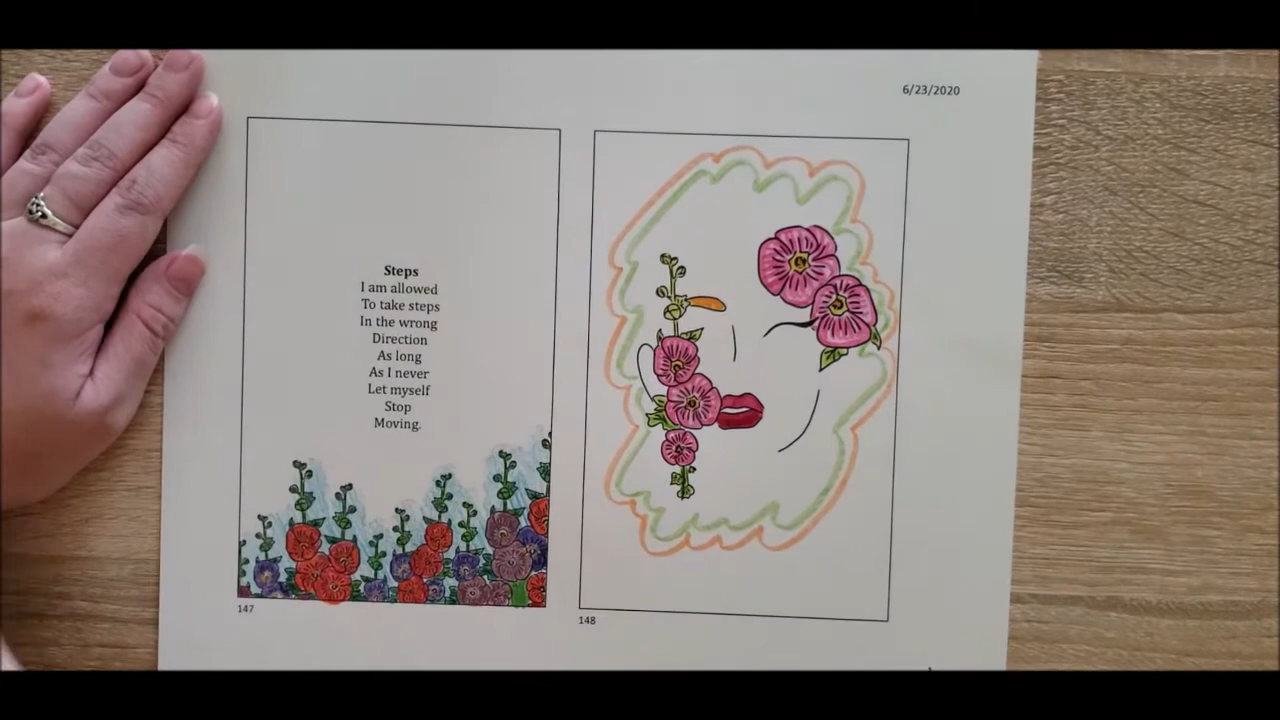 6/23/2020
Steps
I am allowed
To take steps
In the wrong
Direction
As long
As I never
Let myself
Stop
Moving.
147
148